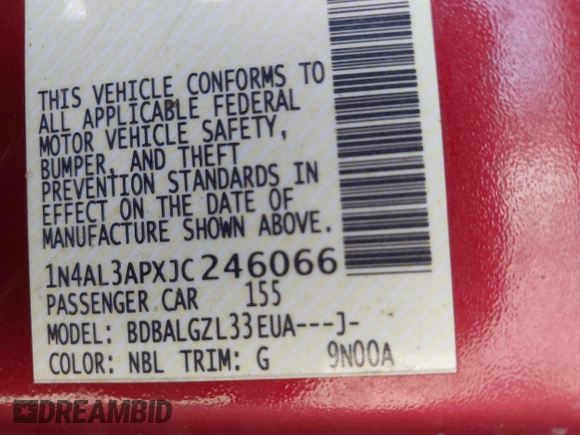 THIS VEHICLE CONFORMS TO
ALL APPLICABLE FEDERAL
MOTOR VEHICLE SAFETY,
BUMPER, AND THEFT
PREVENTION STANDARDS IN
EFFECT ON THE DATE OF
MANUFACTURE SHOWN ABOVE.
1N4AL3APXJC246066
PASSENGER CAR 155
MODEL: BDBALGZL33EUA---J-
COLOR: NBL TRIM: G 9N00A
DREAMBID